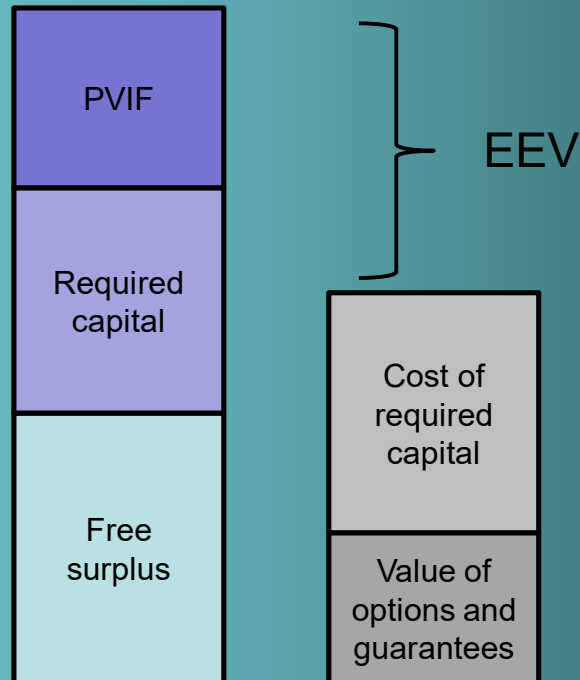 PVIF
EEV
Required
capital
Cost of
required
capital
Free
surplus
Value of
options and
guarantees